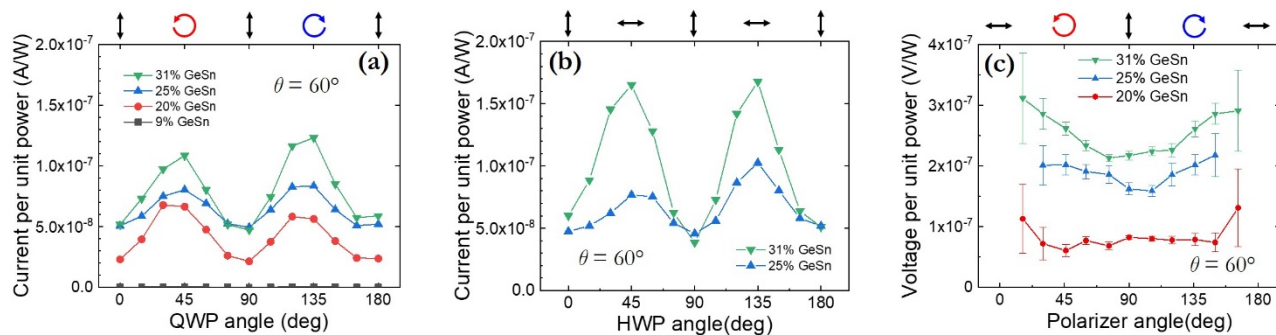 (a)
Current per unit power (A/W)
2.0x10⁻⁷
1.5x10⁻⁷
1.0x10⁻⁷
5.0x10⁻⁸
0.0
31% GeSn
25% GeSn
20% GeSn
9% GeSn
θ = 60°
0 45 90 135 180
QWP angle (deg)
(b)
Current per unit power (A/W)
2.0x10⁻⁷
1.5x10⁻⁷
1.0x10⁻⁷
5.0x10⁻⁸
0.0
θ = 60°
31% GeSn
25% GeSn
0 45 90 135 180
HWP angle (deg)
(c)
Voltage per unit power (V/W)
4x10⁻⁷
3x10⁻⁷
2x10⁻⁷
1x10⁻⁷
0
31% GeSn
25% GeSn
20% GeSn
θ = 60°
0 45 90 135 180
Polarizer angle(deg)